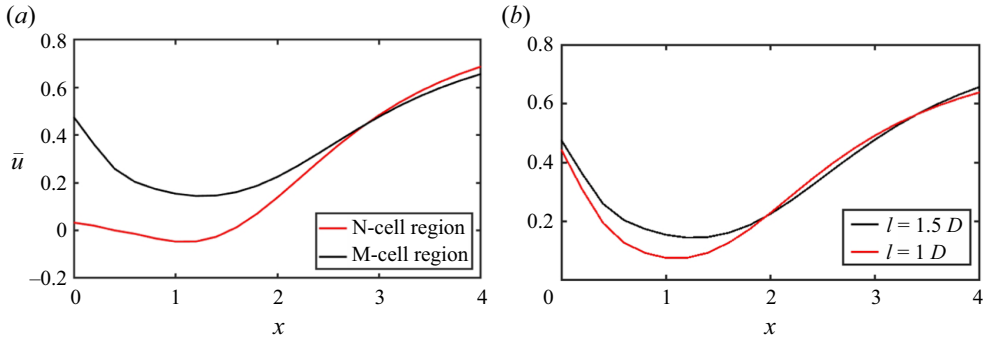 (a)
(b)
0.8
0.6
0.4
0.2
0
–0.2
ū
0 1 2 3 4
x
N-cell region
M-cell region
0.8
0.6
0.4
0.2
0 1 2 3 4
x
l = 1.5 D
l = 1 D